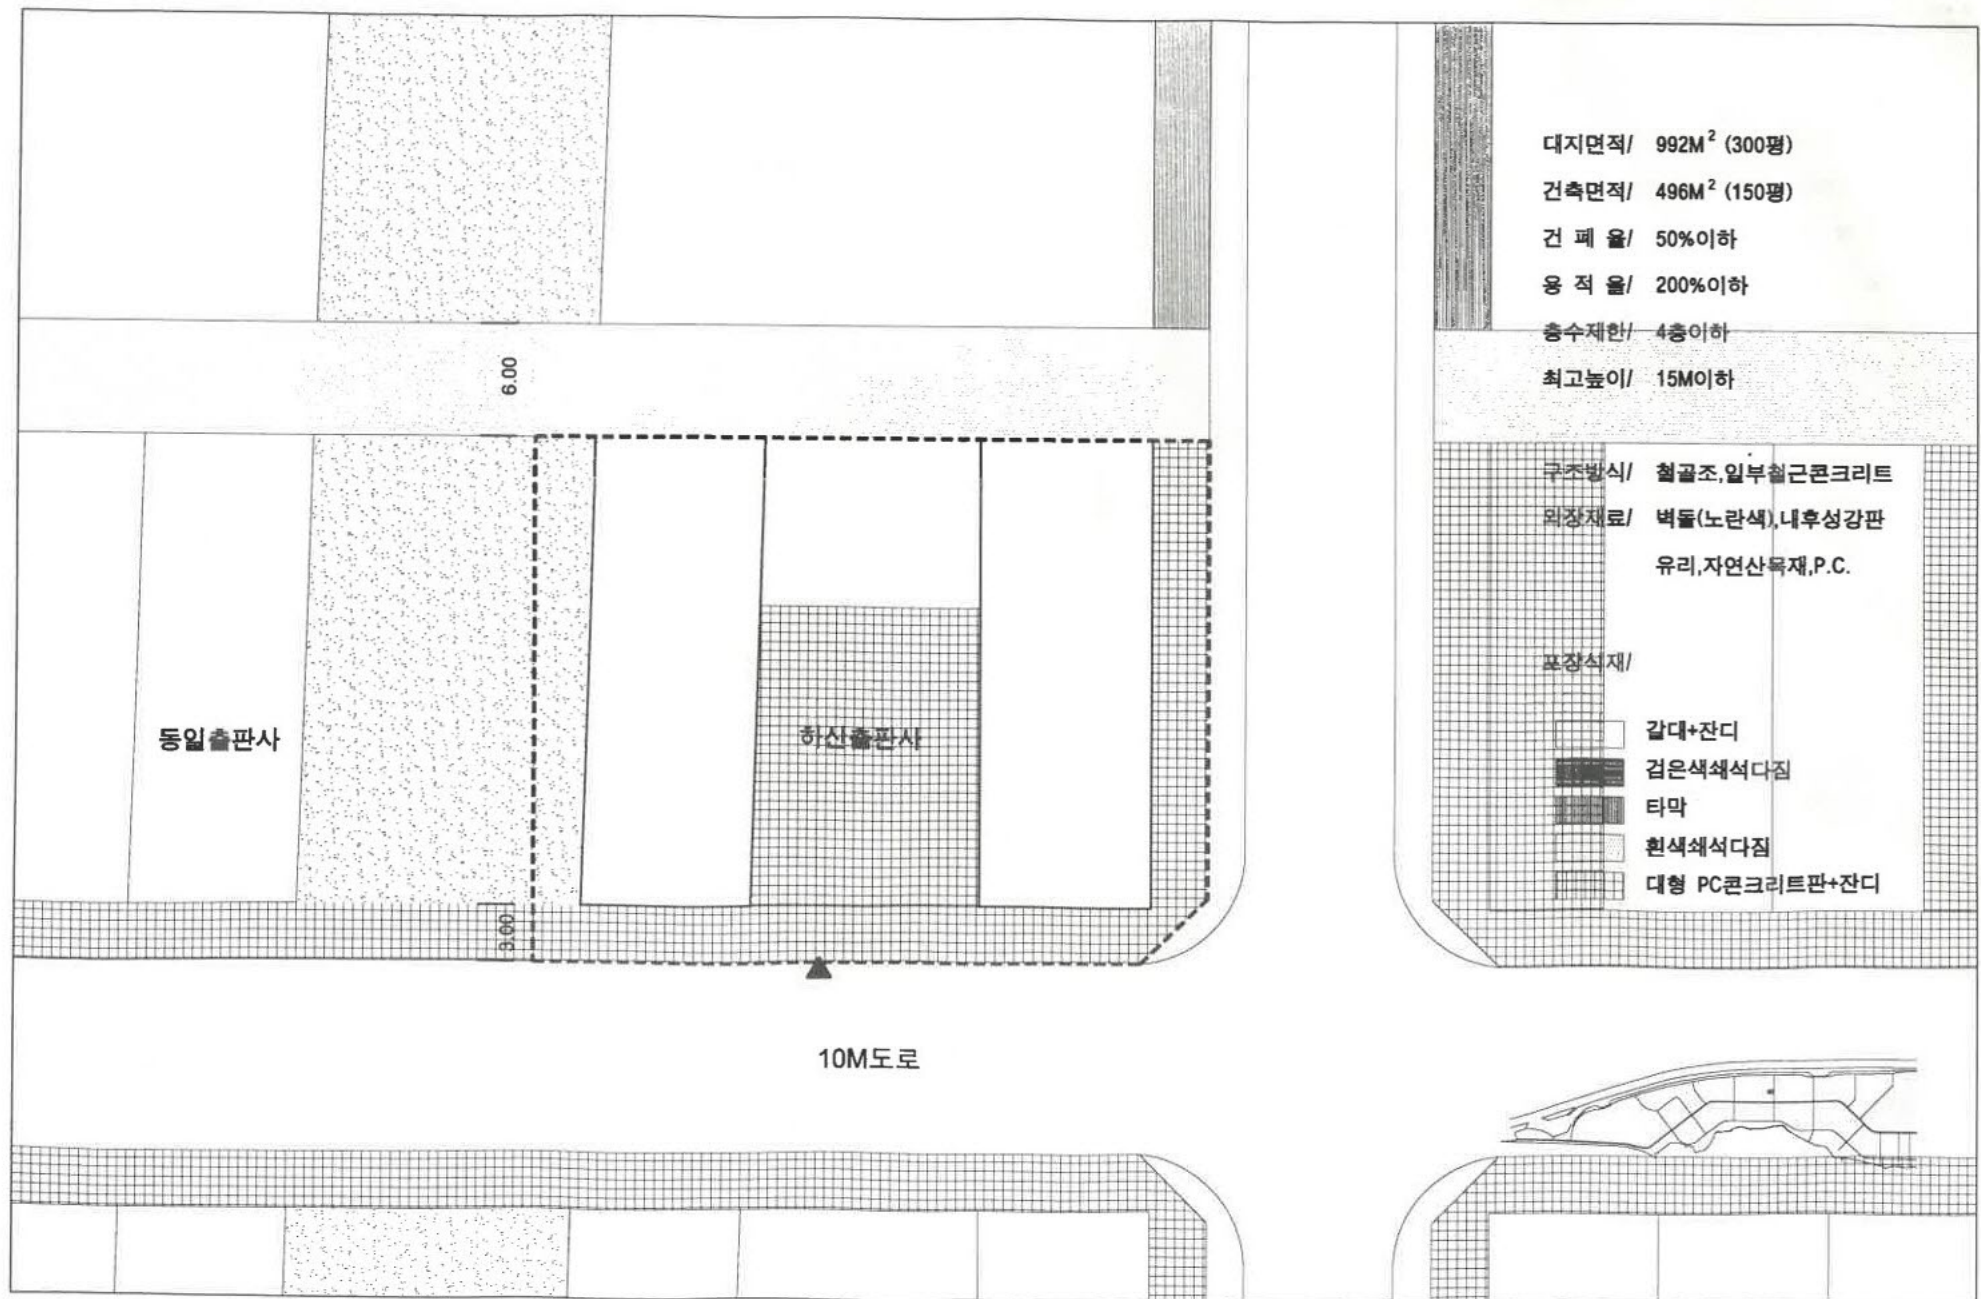 대지면적/ 992M² (300평)
건축면적/ 496M² (150평)
건 폐 율/ 50%이하
용 적 율/ 200%이하
층수제한/ 4층이하
최고높이/ 15M이하
6.00
구조방식/ 철골조,일부철근콘크리트
외장재료/ 벽돌(노란색),내후성강판
유리,자연산목재,P.C.
포장석재/
갈대+잔디
검은색쇄석다짐
타막
흰색쇄석다짐
대형 PC콘크리트판+잔디
동일출판사
하산출판사
3.00
10M도로